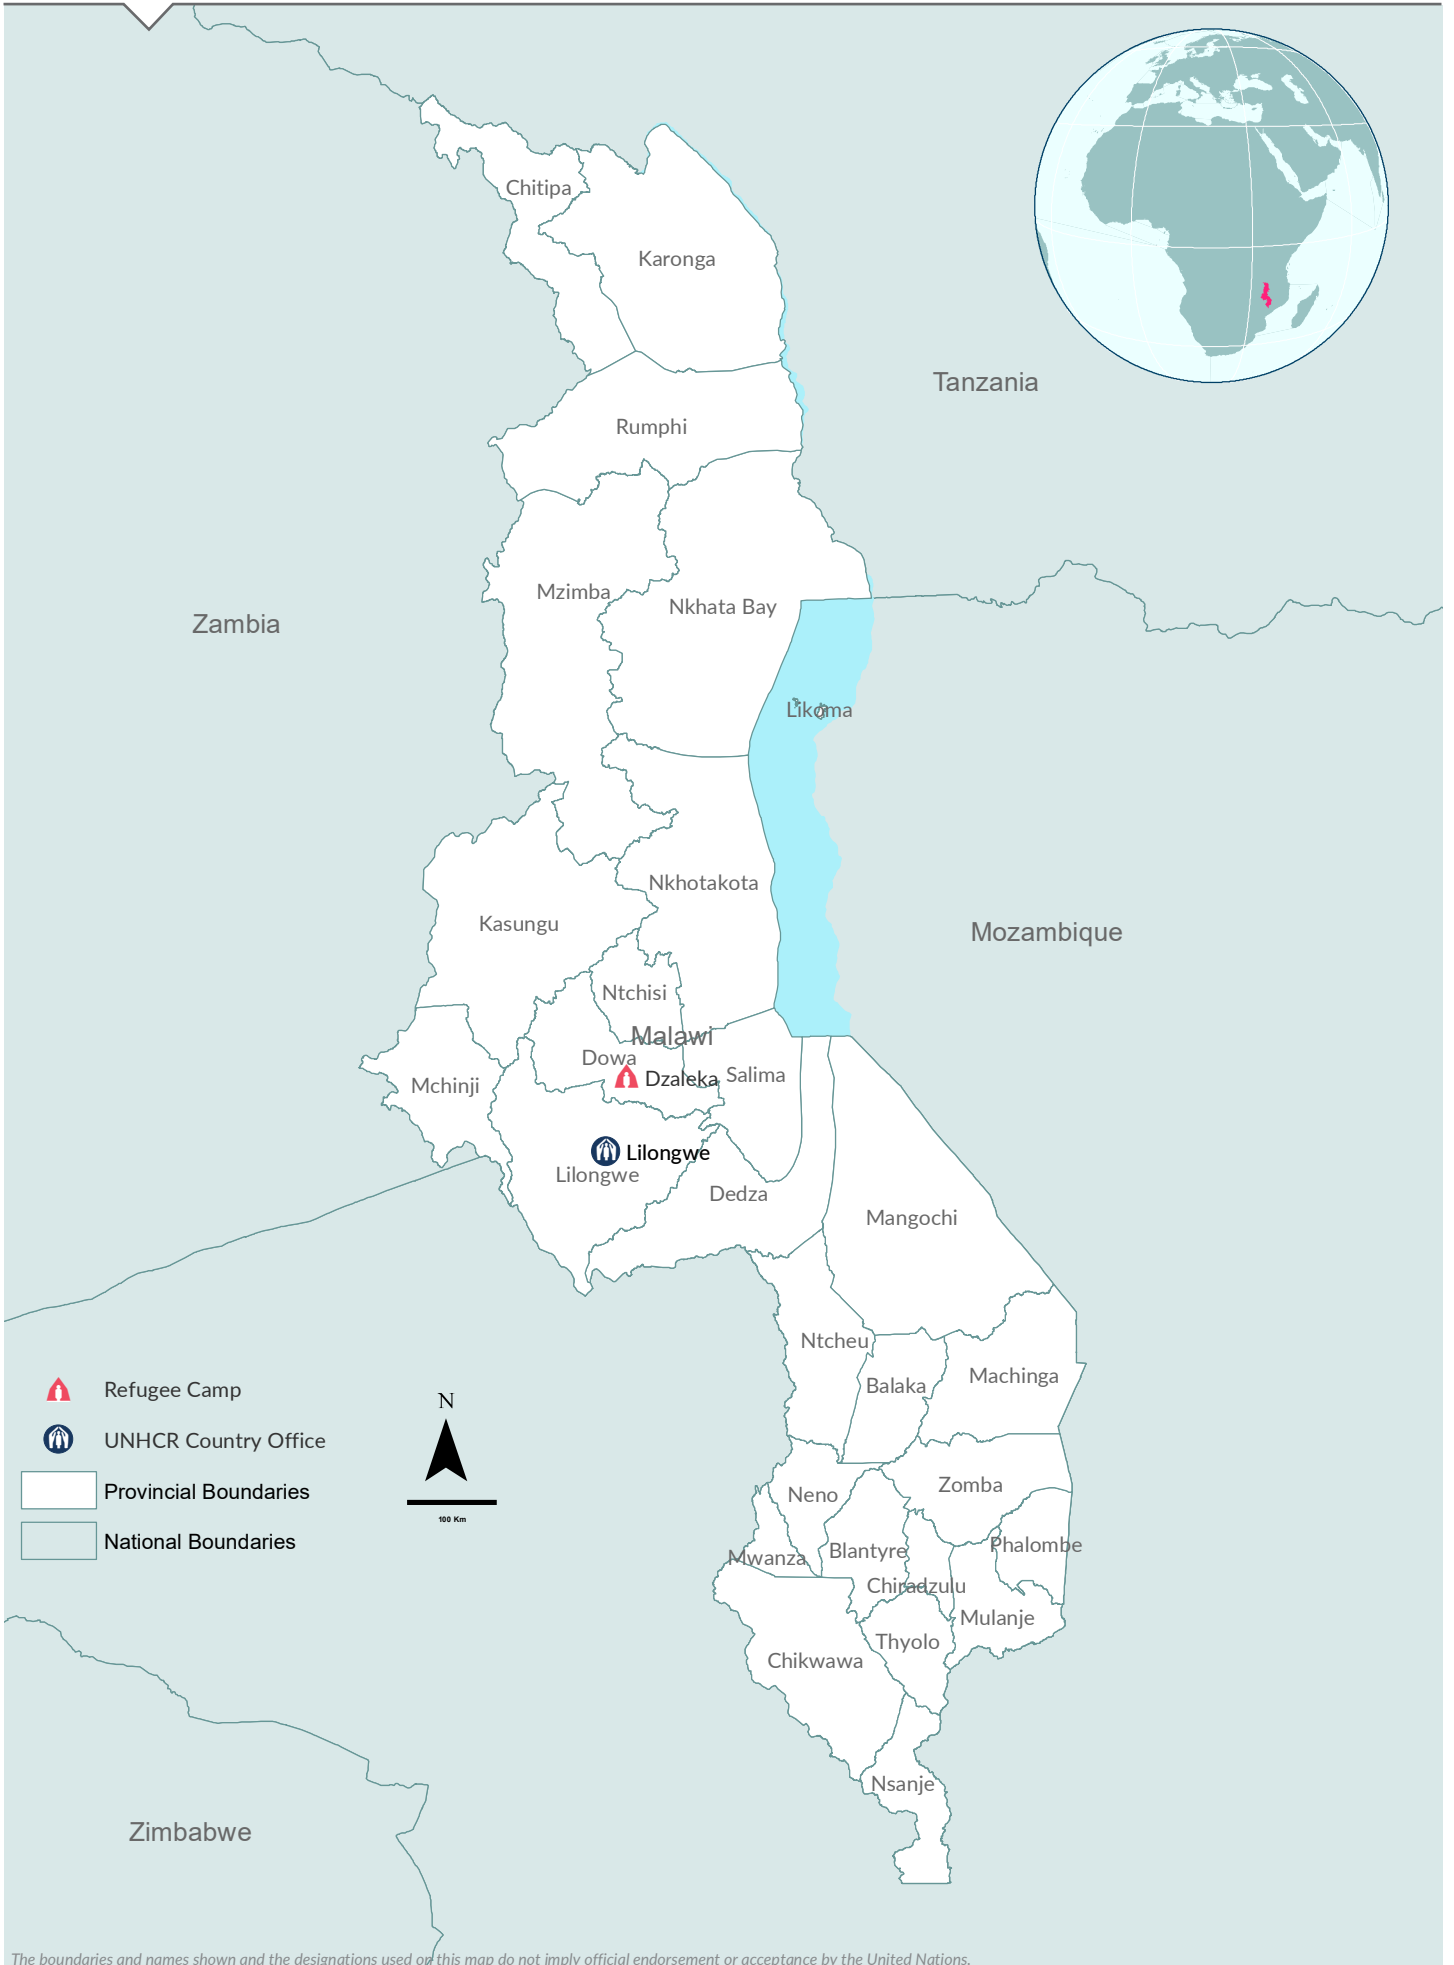 Chitipa
Karonga
Tanzania
Rumphi
Mzimba
Nkhata Bay
Zambia
Likoma
Nkhotakota
Kasungu
Mozambique
Ntchisi
Malawi
Dowa
Dzaleka
Salima
Mchinji
Lilongwe
Lilongwe
Dedza
Mangochi
Ntcheu
Machinga
Balaka
Refugee Camp
N
UNHCR Country Office
Provincial Boundaries
100 Km
National Boundaries
Zomba
Neno
Phalombe
Blantyre
Mwanza
Chiradzulu
Mulanje
Thyolo
Chikwawa
Nsanje
Zimbabwe
The boundaries and names shown and the designations used on this map do not imply official endorsement or acceptance by the United Nations.